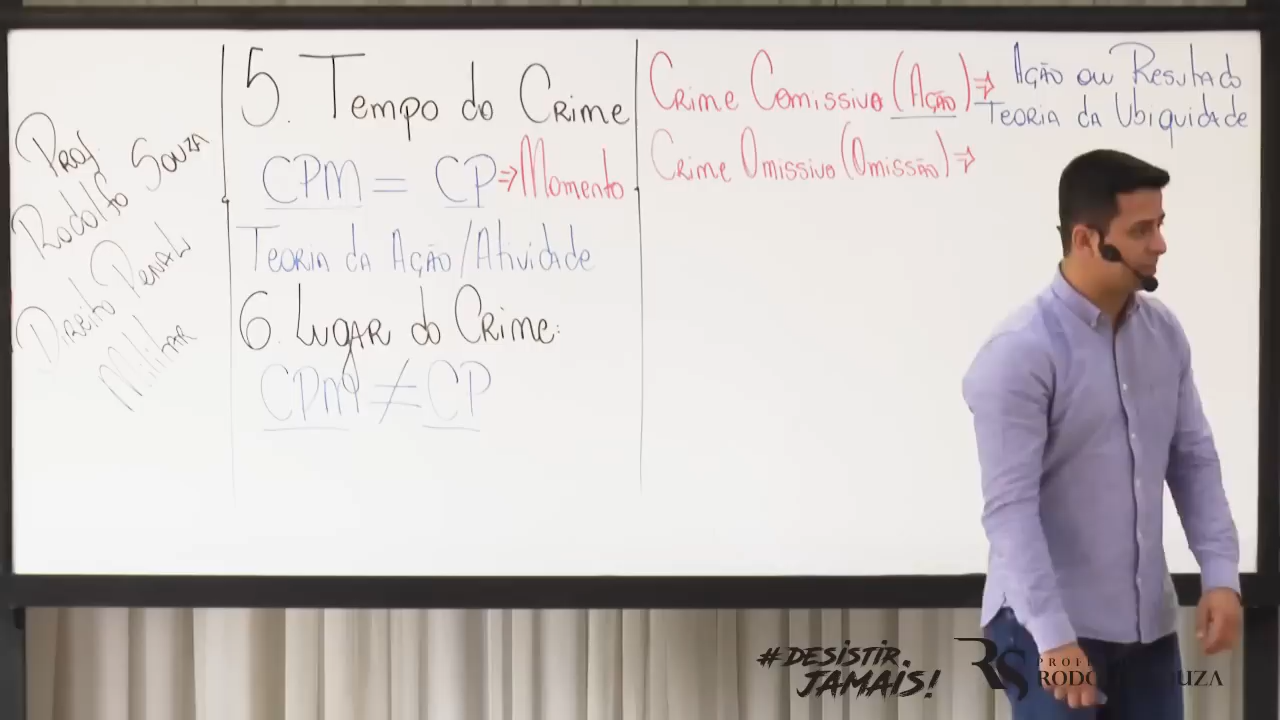 Prof.
Rodolfo Souza
Direito Penal
Militar
5. Tempo do Crime
CPM = CP ⇒ Momento
Teoria da Ação/Atividade
6. Lugar do Crime:
CPM ≠ CP
Crime Comissivo (Ação) ⇒ Ação ou Resultado
Teoria da Ubiquidade
Crime Omissivo (Omissão) ⇒
#DESISTIR
JAMAIS!
RS